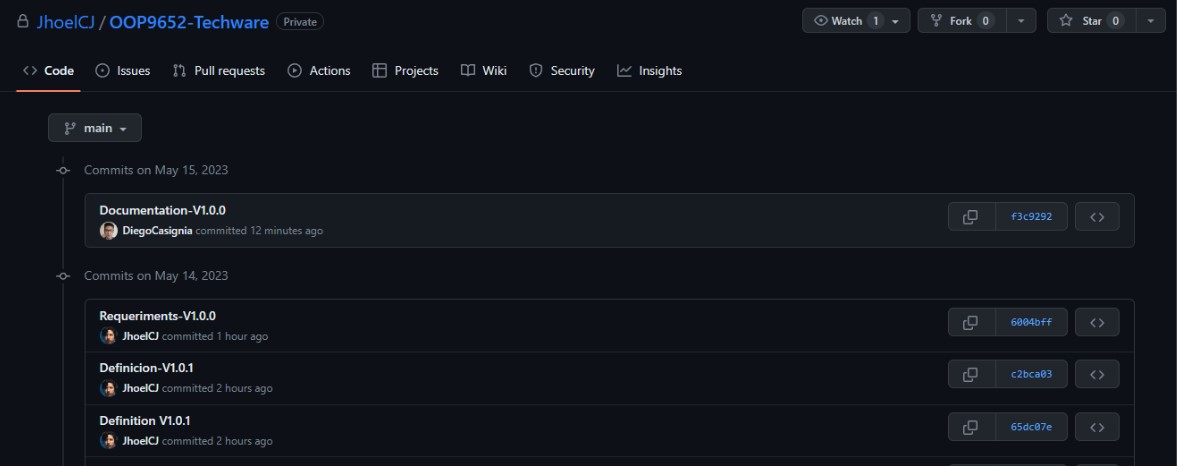 JhoelCJ / OOP9652-Techware Private Watch 1 Fork 0 Star 0
Code Issues Pull requests Actions Projects Wiki Security Insights
main
Commits on May 15, 2023
Documentation-V1.0.0
DiegoCasignia committed 12 minutes ago
f3c9292
Commits on May 14, 2023
Requeriments-V1.0.0
JhoelCJ committed 1 hour ago
6004bff
Definicion-V1.0.1
JhoelCJ committed 2 hours ago
c2bca03
Definition V1.0.1
JhoelCJ committed 2 hours ago
65dc07e